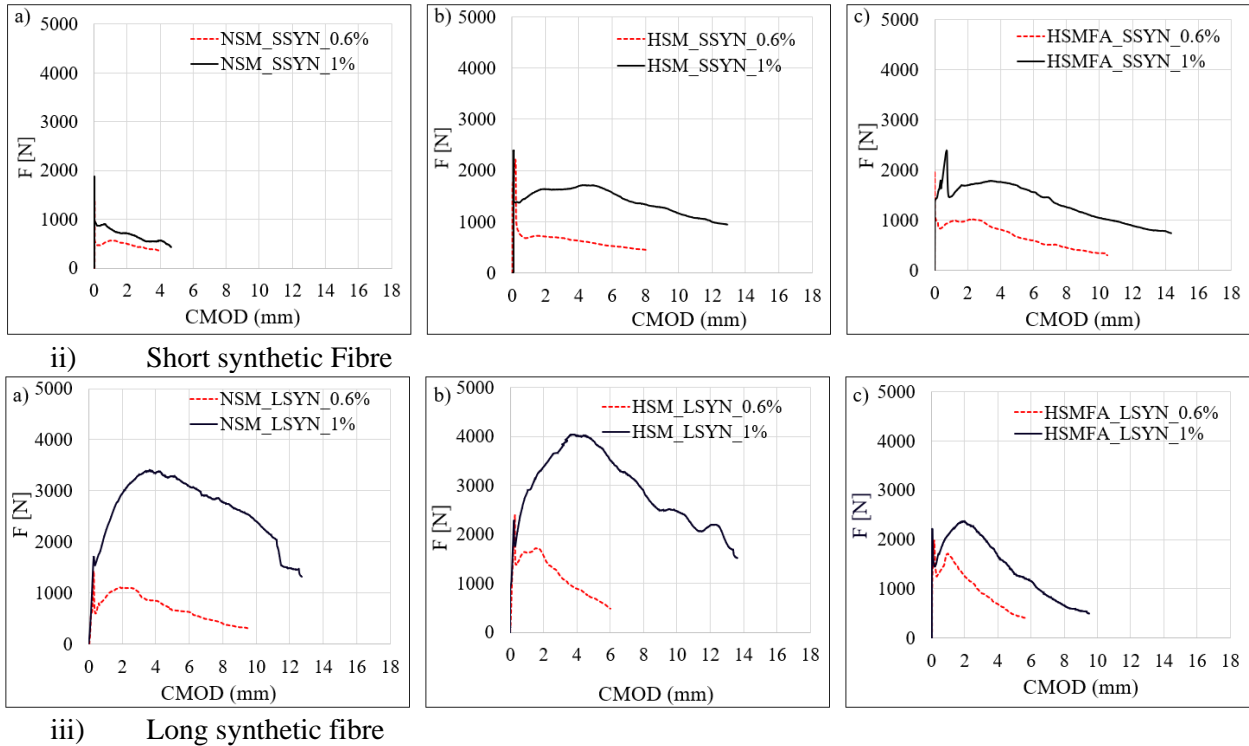 a)
NSM_SSYN_0.6%
NSM_SSYN_1%
5000
4000
3000
2000
1000
0
F [N]
0 2 4 6 8 10 12 14 16 18
CMOD (mm)
b)
HSM_SSYN_0.6%
HSM_SSYN_1%
5000
4000
3000
2000
1000
0
F [N]
0 2 4 6 8 10 12 14 16 18
CMOD (mm)
c)
HSMFA_SSYN_0.6%
HSMFA_SSYN_1%
5000
4000
3000
2000
1000
0
F [N]
0 2 4 6 8 10 12 14 16 18
CMOD (mm)
ii) Short synthetic Fibre
a)
NSM_LSYN_0.6%
NSM_LSYN_1%
5000
4000
3000
2000
1000
0
F [N]
0 2 4 6 8 10 12 14 16 18
CMOD (mm)
b)
HSM_LSYN_0.6%
HSM_LSYN_1%
5000
4000
3000
2000
1000
0
F [N]
0 2 4 6 8 10 12 14 16 18
CMOD (mm)
c)
HSMFA_LSYN_0.6%
HSMFA_LSYN_1%
5000
4000
3000
2000
1000
0
F [N]
0 2 4 6 8 10 12 14 16 18
CMOD (mm)
iii) Long synthetic fibre